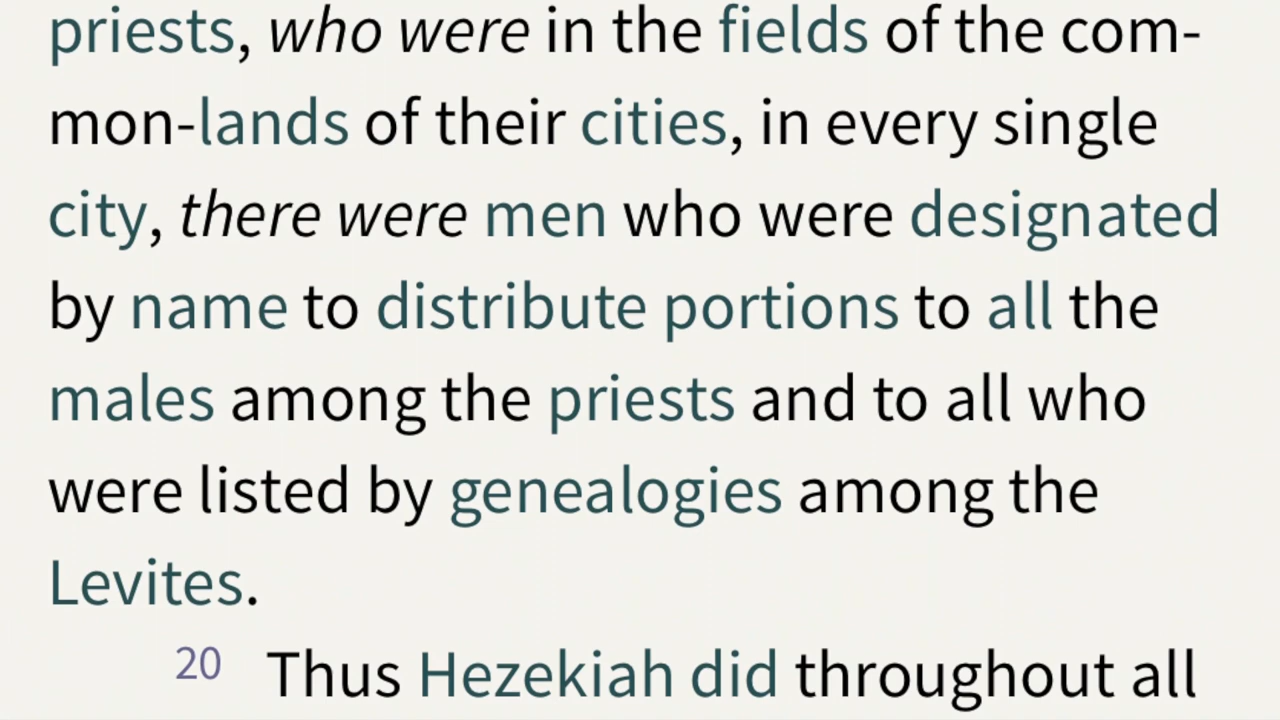 priests, who were in the fields of the com-
mon-lands of their cities, in every single
city, there were men who were designated
by name to distribute portions to all the
males among the priests and to all who
were listed by genealogies among the
Levites.
20 Thus Hezekiah did throughout all